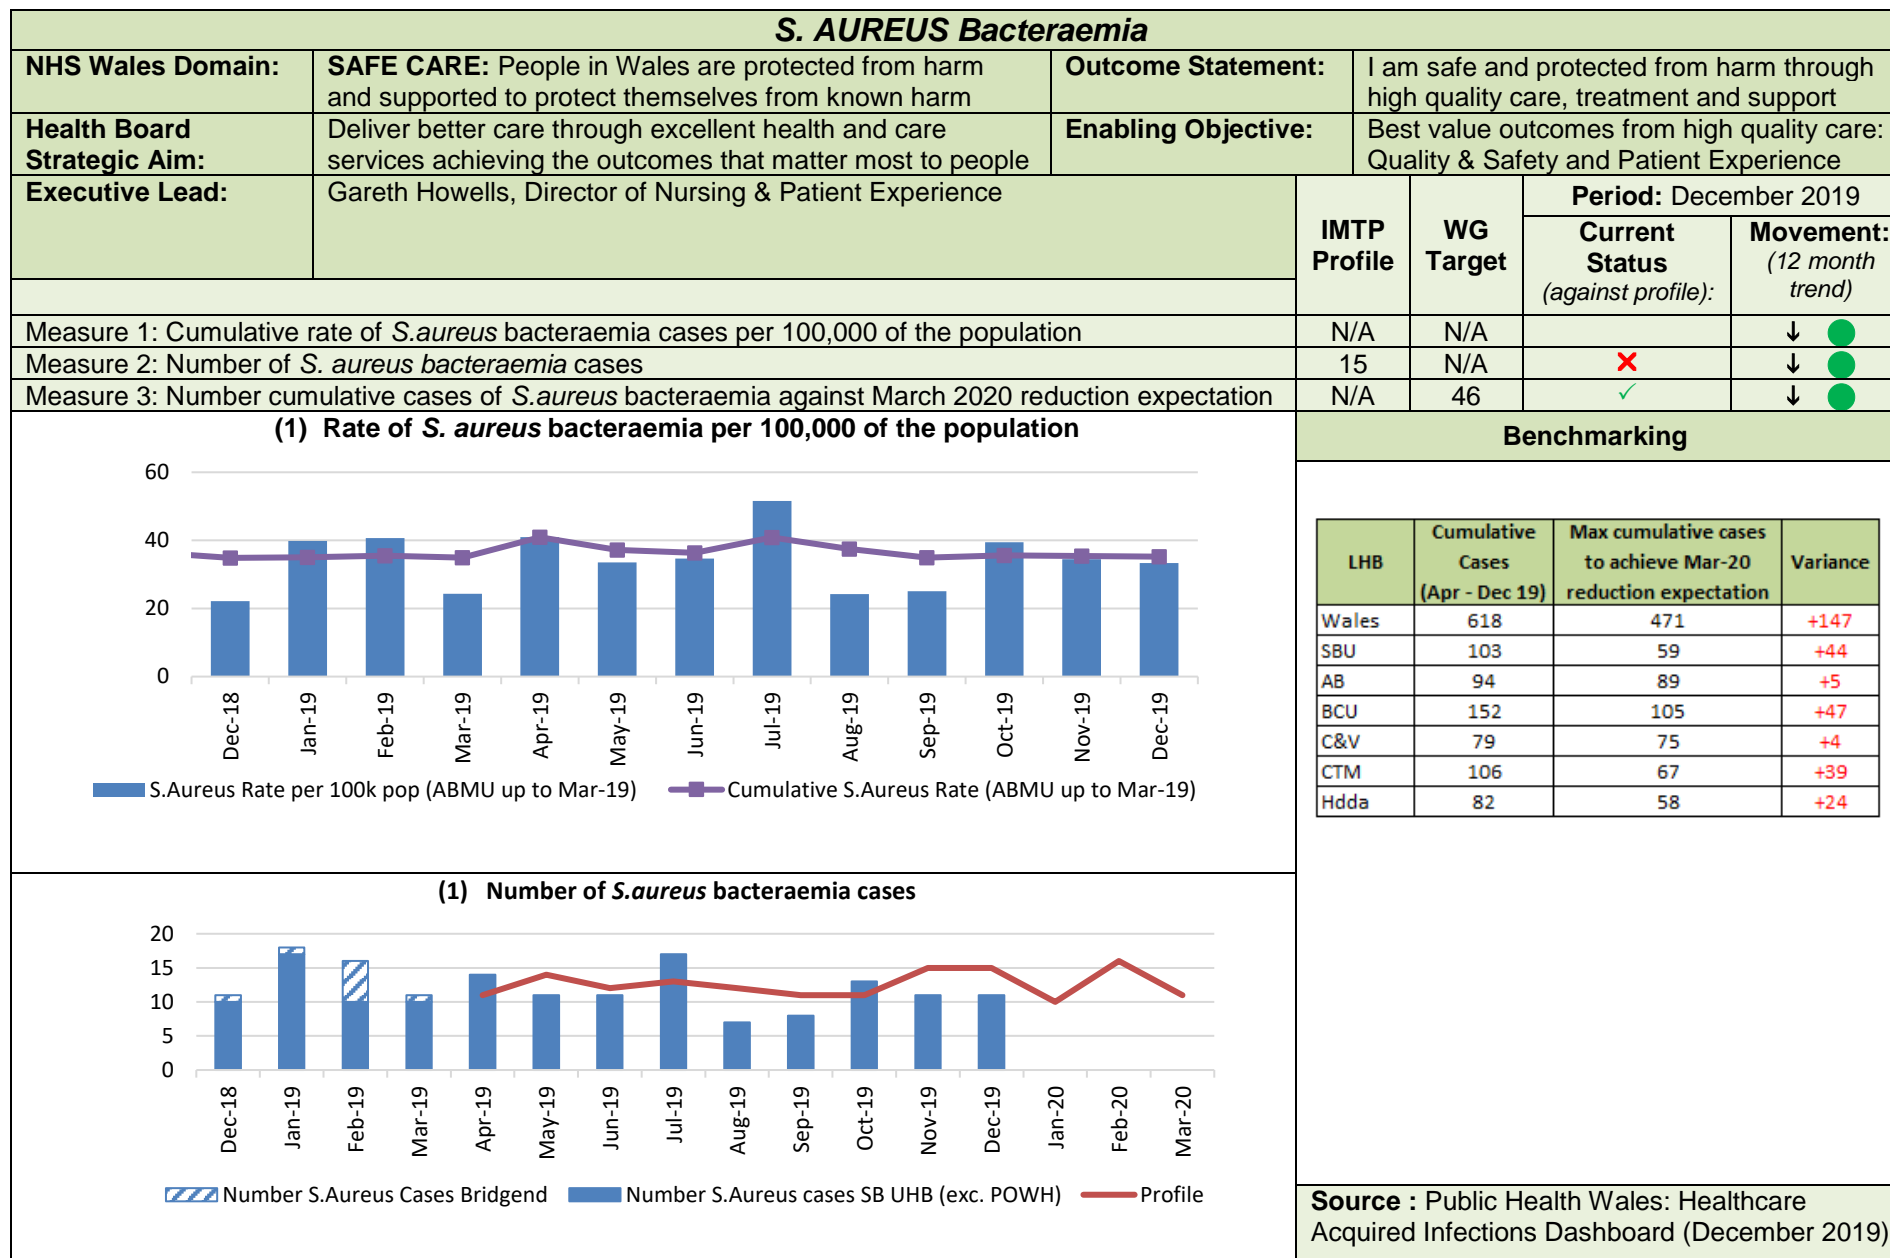 S. AUREUS Bacteraemia
NHS Wales Domain:
SAFE CARE: People in Wales are protected from harm
and supported to protect themselves from known harm
Outcome Statement:
I am safe and protected from harm through
high quality care, treatment and support
Health Board
Strategic Aim:
Deliver better care through excellent health and care
services achieving the outcomes that matter most to people
Enabling Objective:
Best value outcomes from high quality care:
Quality & Safety and Patient Experience
Executive Lead:
Gareth Howells, Director of Nursing & Patient Experience
IMTP
Profile
WG
Target
Period: December 2019
Current
Status
(against profile):
Movement:
(12 month
trend)
Measure 1: Cumulative rate of S.aureus bacteraemia cases per 100,000 of the population
N/A
N/A
↓
Measure 2: Number of S. aureus bacteraemia cases
15
N/A
✗
↓
Measure 3: Number cumulative cases of S.aureus bacteraemia against March 2020 reduction expectation
N/A
46
✓
↓
(1) Rate of S. aureus bacteraemia per 100,000 of the population
60
40
20
0
Dec-18
Jan-19
Feb-19
Mar-19
Apr-19
May-19
Jun-19
Jul-19
Aug-19
Sep-19
Oct-19
Nov-19
Dec-19
S.Aureus Rate per 100k pop (ABMU up to Mar-19)
Cumulative S.Aureus Rate (ABMU up to Mar-19)
Benchmarking
LHB
Cumulative
Cases
(Apr - Dec 19)
Max cumulative cases
to achieve Mar-20
reduction expectation
Variance
Wales 618 471 +147
SBU 103 59 +44
AB 94 89 +5
BCU 152 105 +47
C&V 79 75 +4
CTM 106 67 +39
Hdda 82 58 +24
(1) Number of S.aureus bacteraemia cases
20
15
10
5
0
Dec-18
Jan-19
Feb-19
Mar-19
Apr-19
May-19
Jun-19
Jul-19
Aug-19
Sep-19
Oct-19
Nov-19
Dec-19
Jan-20
Feb-20
Mar-20
Number S.Aureus Cases Bridgend
Number S.Aureus cases SB UHB (exc. POWH)
Profile
Source : Public Health Wales: Healthcare
Acquired Infections Dashboard (December 2019)